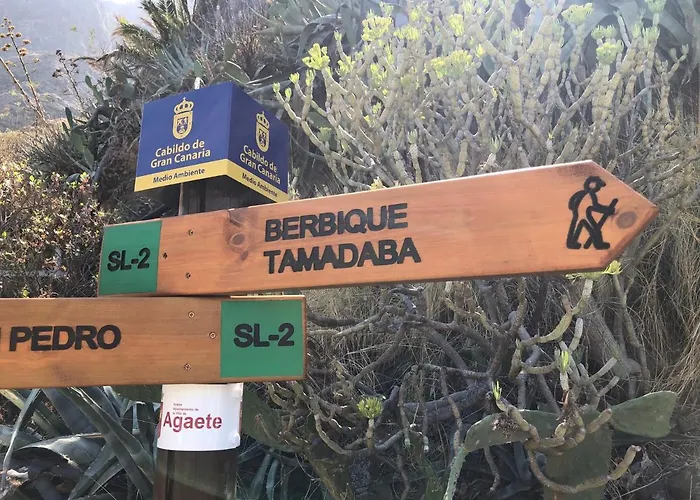 Cabildo de
Gran Canaria
Medio Ambiente
Cabildo de
Gran Canaria
Medio Ambiente
SL-2
BERBIQUE
TAMADABA
PEDRO
SL-2
Agaete